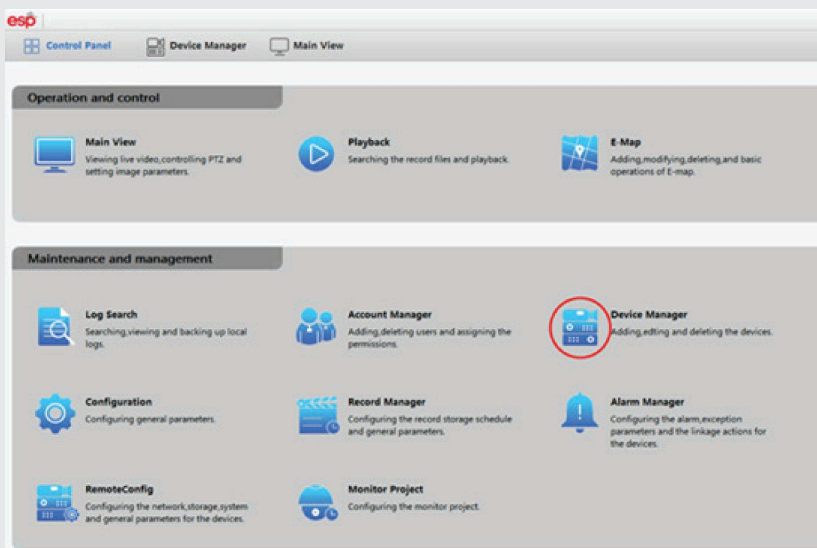 esp
Control Panel Device Manager Main View
Operation and control
Main View
Viewing live video,controlling PTZ and
setting image parameters.
Playback
Searching the record files and playback.
E-Map
Adding,modifying,deleting,and basic
operations of E-map.
Maintenance and management
Log Search
Searching,viewing and backing up local
logs.
Account Manager
Adding,deleting users and assigning the
permissions.
Device Manager
Adding,edting and deleting the devices.
Configuration
Configuring general parameters.
Record Manager
Configuring the record storage schedule
and general parameters.
Alarm Manager
Configuring the alarm,exception
parameters and the linkage actions for
the devices.
RemoteConfig
Configuring the network,storage,system
and general parameters for the devices.
Monitor Project
Configuring the monitor project.